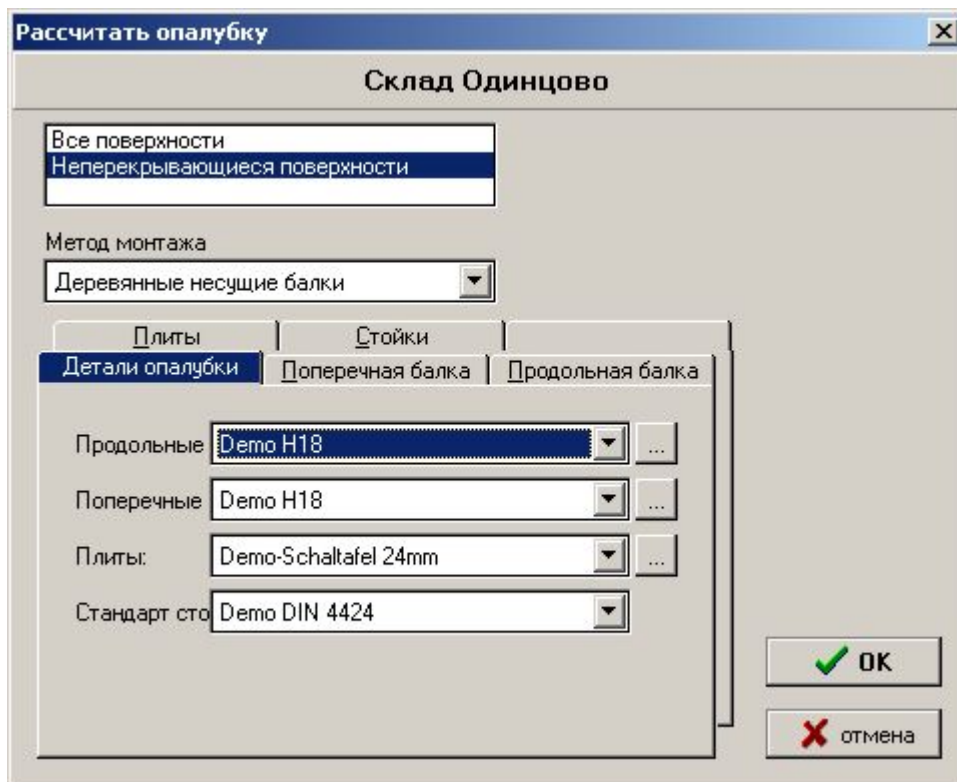 Рассчитать опалубку
Склад Одинцово
Все поверхности
Неперекрывающиеся поверхности
Метод монтажа
Деревянные несущие балки
Плиты Стойки
Детали опалубки Поперечная балка Продольная балка
Продольные Demo H18 ...
Поперечные Demo H18 ...
Плиты: Demo-Schaltafel 24mm ...
Стандарт сто Demo DIN 4424
OK
отмена